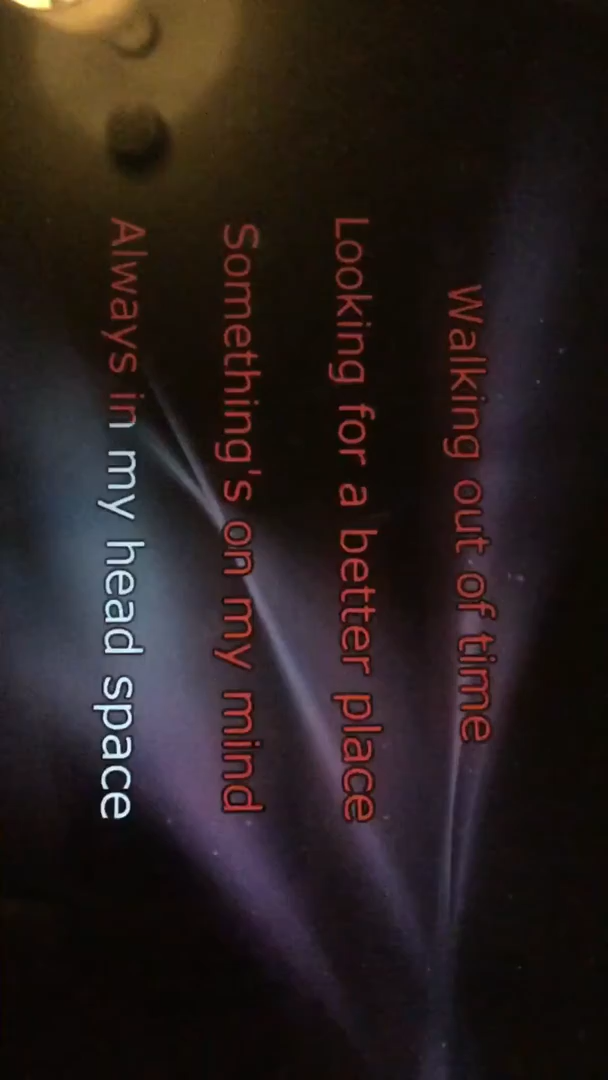 Walking out of time
Looking for a better place
Something's on my mind
Always in my head space